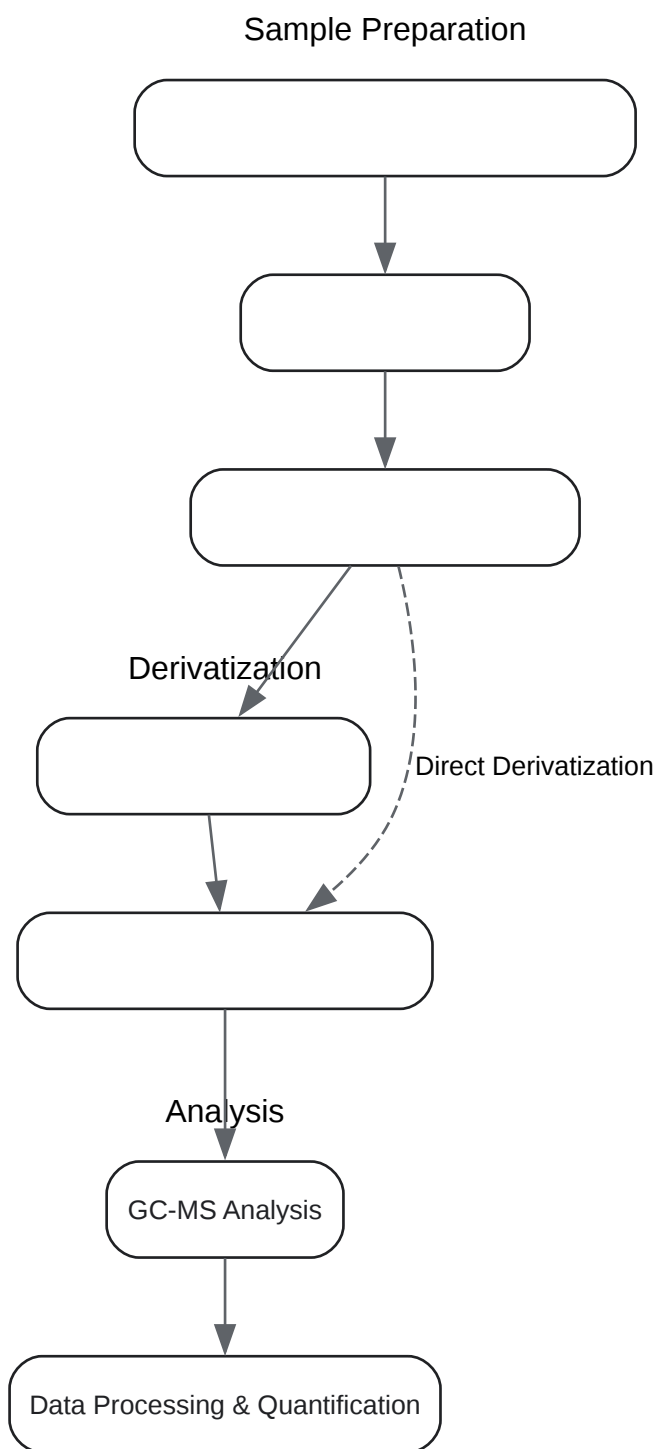 Sample Preparation
Derivatization
Direct Derivatization
Analysis
GC-MS Analysis
Data Processing & Quantification